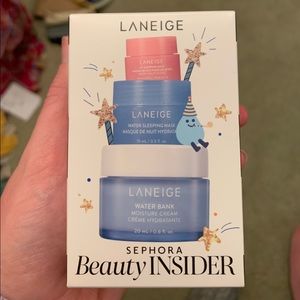 LANEIGE
LANEIGE
WATER SLEEPING MASK
MASQUE DE NUIT HYDRATANT
LANEIGE
WATER BANK
MOISTURE CREAM
CRÈME HYDRATANTE
20 mL / 0.6 fl. oz.
SEPHORA
Beauty INSIDER